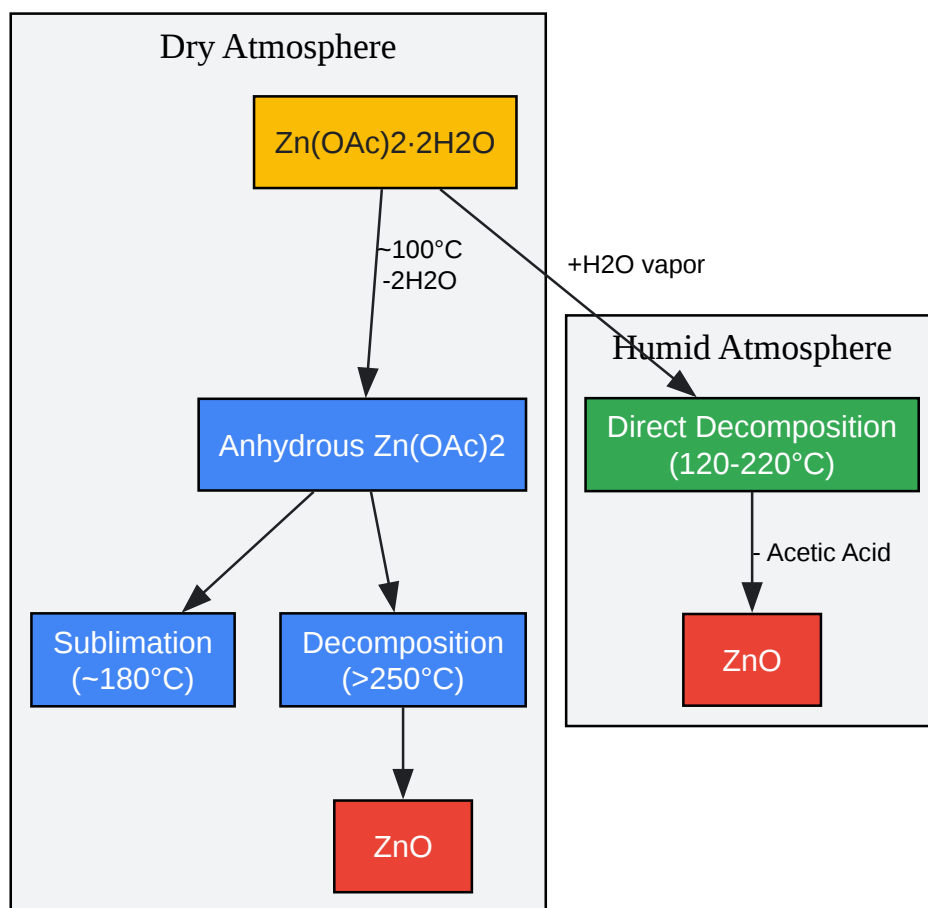 Dry Atmosphere
Zn(OAc)2·2H2O
~100°C
-2H2O
+H2O vapor
Humid Atmosphere
Anhydrous Zn(OAc)2
Direct Decomposition
(120-220°C)
- Acetic Acid
Sublimation
(~180°C)
Decomposition
(>250°C)
ZnO
ZnO